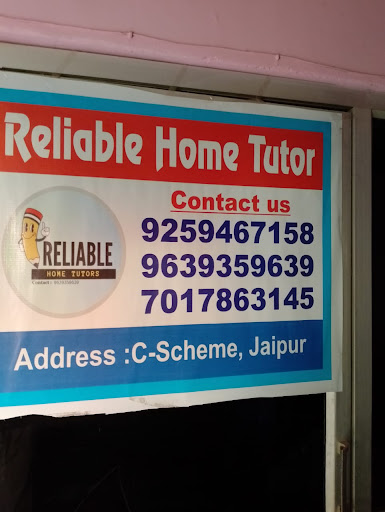 Reliable Home Tutor
Contact us
9259467158
9639359639
7017863145
RELIABLE
HOME TUTORS
Address :C-Scheme, Jaipur